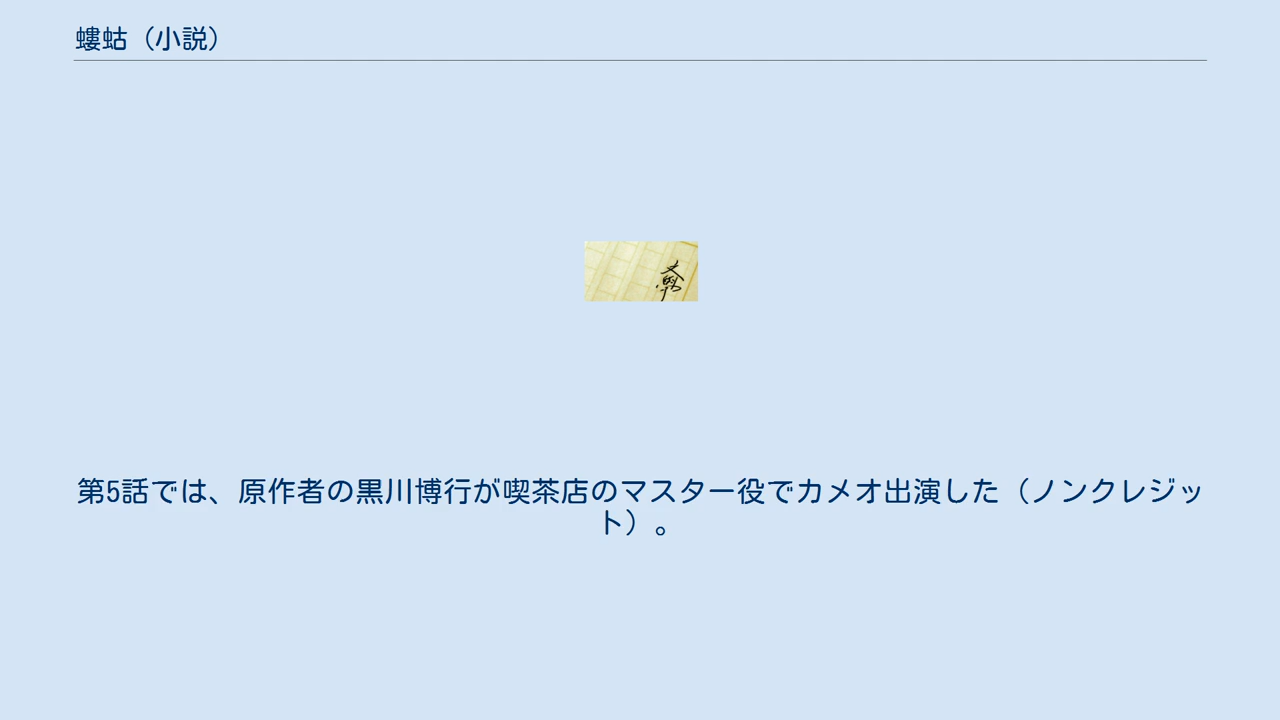 螻蛄（小説）
第5話では、原作者の黒川博行が喫茶店のマスター役でカメオ出演した（ノンクレジッ
ト）。